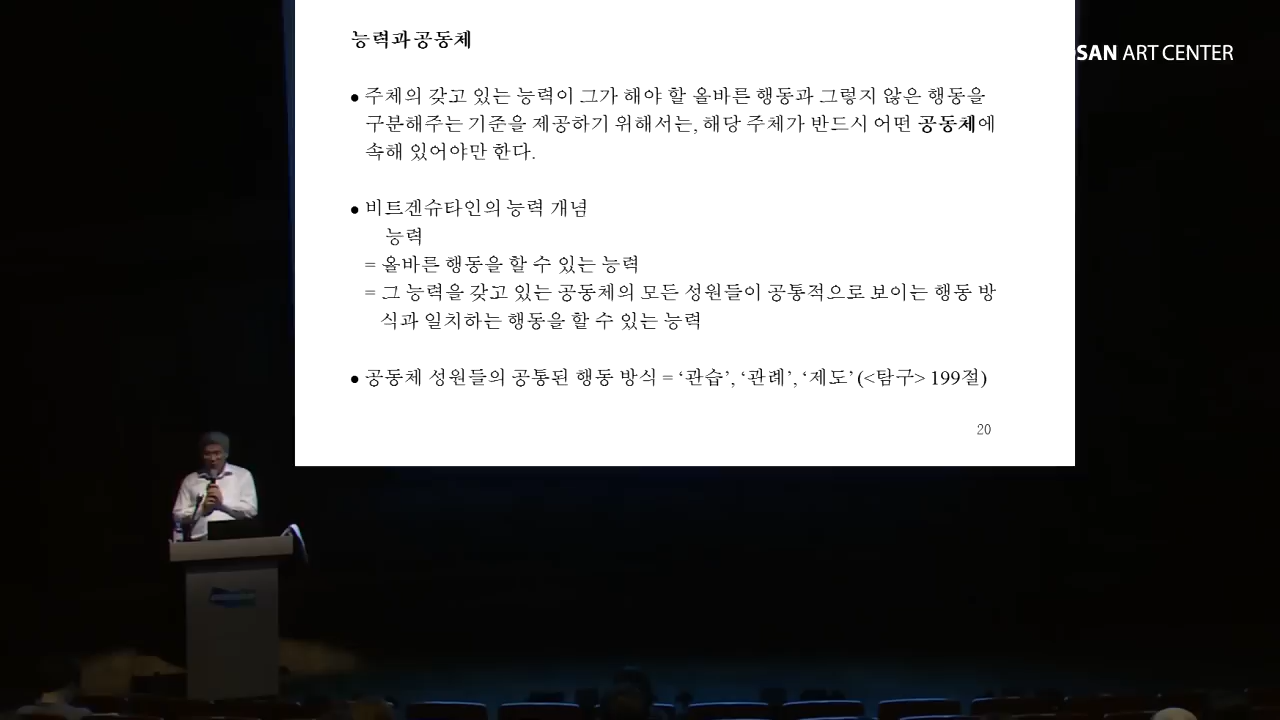 능력과 공동체
SAN ART CENTER
● 주체의 갖고 있는 능력이 그가 해야 할 올바른 행동과 그렇지 않은 행동을
구분해주는 기준을 제공하기 위해서는, 해당 주체가 반드시 어떤 공동체에
속해 있어야만 한다.
● 비트겐슈타인의 능력 개념
능력
= 올바른 행동을 할 수 있는 능력
= 그 능력을 갖고 있는 공동체의 모든 성원들이 공통적으로 보이는 행동 방
식과 일치하는 행동을 할 수 있는 능력
● 공동체 성원들의 공통된 행동 방식 = ‘관습’, ‘관례’, ‘제도’ (<탐구> 199절)
20